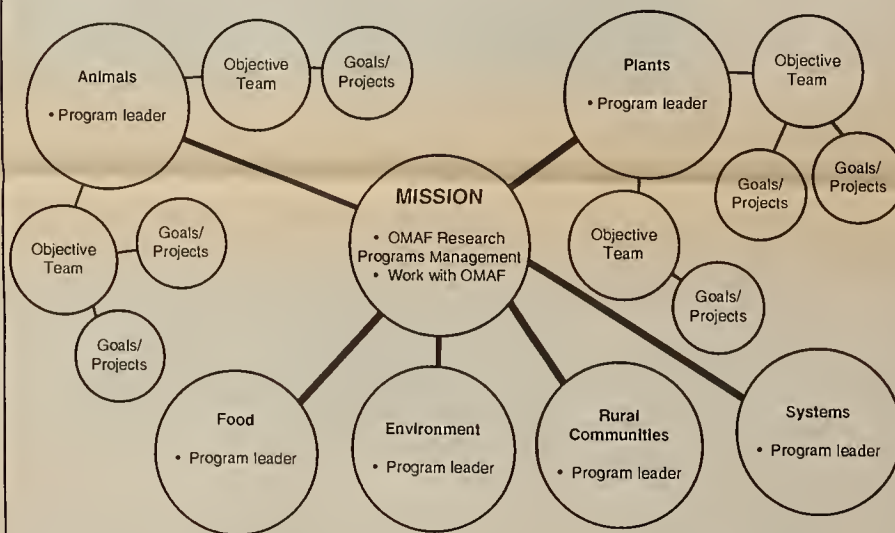 Animals
• Program leader
Objective
Team
Goals/
Projects
Plants
• Program leader
Objective
Team
Goals/
Projects
Goals/
Projects
MISSION
• OMAF Research
Programs Management
• Work with OMAF
Objective
Team
Goals/
Projects
Goals/
Projects
Objective
Team
Goals/
Projects
Food
• Program leader
Environment
• Program leader
Rural
Communities
• Program leader
Systems
• Program leader